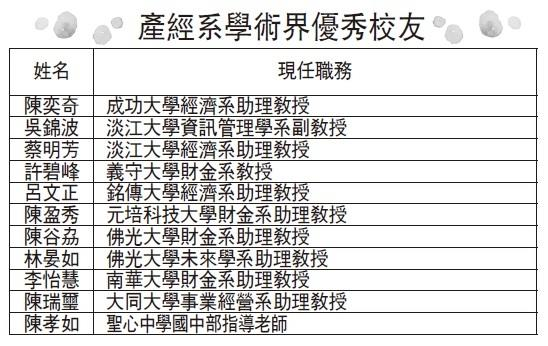 產經系學術界優秀校友
姓名 現任職務
陳奕奇 成功大學經濟系助理教授
吳錦波 淡江大學資訊管理學系副教授
蔡明芳 淡江大學經濟系助理教授
許碧峰 義守大學財金系教授
呂文正 銘傳大學經濟系助理教授
陳盈秀 元培科技大學財金系助理教授
陳谷劦 佛光大學財金系助理教授
林晏如 佛光大學未來學系助理教授
李怡慧 南華大學財金系助理教授
陳瑞璽 大同大學事業經營系助理教授
陳孝如 聖心中學國中部指導老師